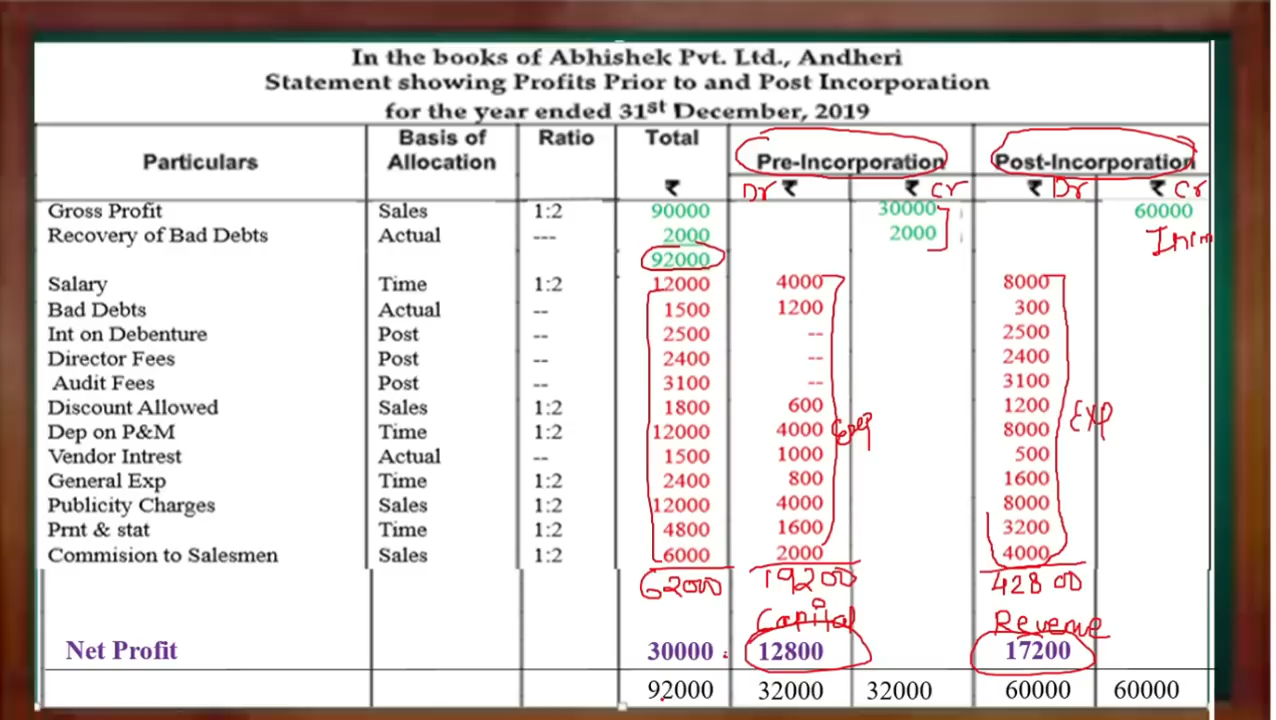 In the books of Abhishek Pvt. Ltd., Andheri
Statement showing Profits Prior to and Post Incorporation
for the year ended 31st December, 2019
Particulars Basis of Allocation Ratio Total ₹ Pre-Incorporation Post-Incorporation
Dr ₹ ₹ Cr ₹ Dr ₹ Cr
Gross Profit Sales 1:2 90000 30000 60000
Recovery of Bad Debts Actual --- 2000 2000
92000
Salary Time 1:2 12000 4000 8000
Bad Debts Actual -- 1500 1200 300
Int on Debenture Post -- 2500 -- 2500
Director Fees Post -- 2400 -- 2400
Audit Fees Post -- 3100 -- 3100
Discount Allowed Sales 1:2 1800 600 1200
Exp
Dep on P&M Time 1:2 12000 4000 8000
Vendor Intrest Actual -- 1500 1000 500
General Exp Time 1:2 2400 800 1600
Publicity Charges Sales 1:2 12000 4000 8000
Prnt & stat Time 1:2 4800 1600 3200
Commision to Salesmen Sales 1:2 6000 2000 4000
62000 19200 42800
Capital Revenue
Net Profit 30000 12800 17200
92000 32000 32000 60000 60000